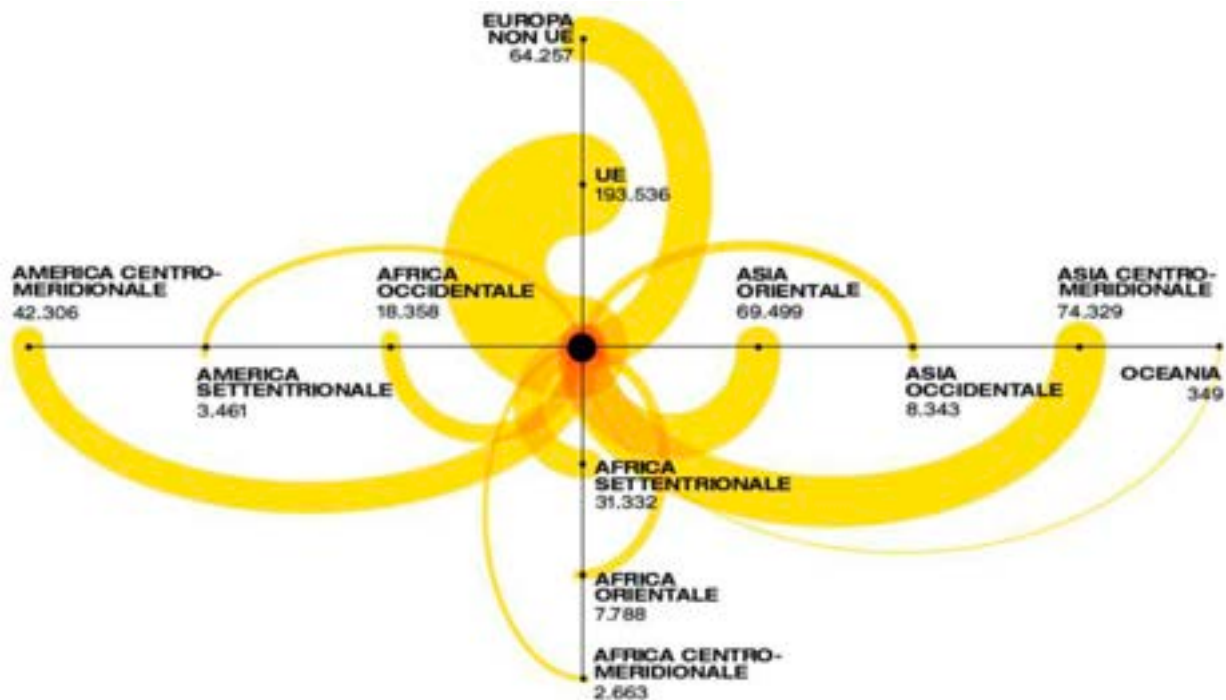 EUROPA
NON UE
64.257
UE
193.536
AMERICA CENTRO-
MERIDIONALE
42.306
AFRICA
OCCIDENTALE
18.358
ASIA
ORIENTALE
69.499
ASIA CENTRO-
MERIDIONALE
74.329
AMERICA
SETTENTRIONALE
3.461
ASIA
OCCIDENTALE
8.343
OCEANIA
349
AFRICA
SETTENTRIONALE
31.332
AFRICA
ORIENTALE
7.788
AFRICA CENTRO-
MERIDIONALE
2.663